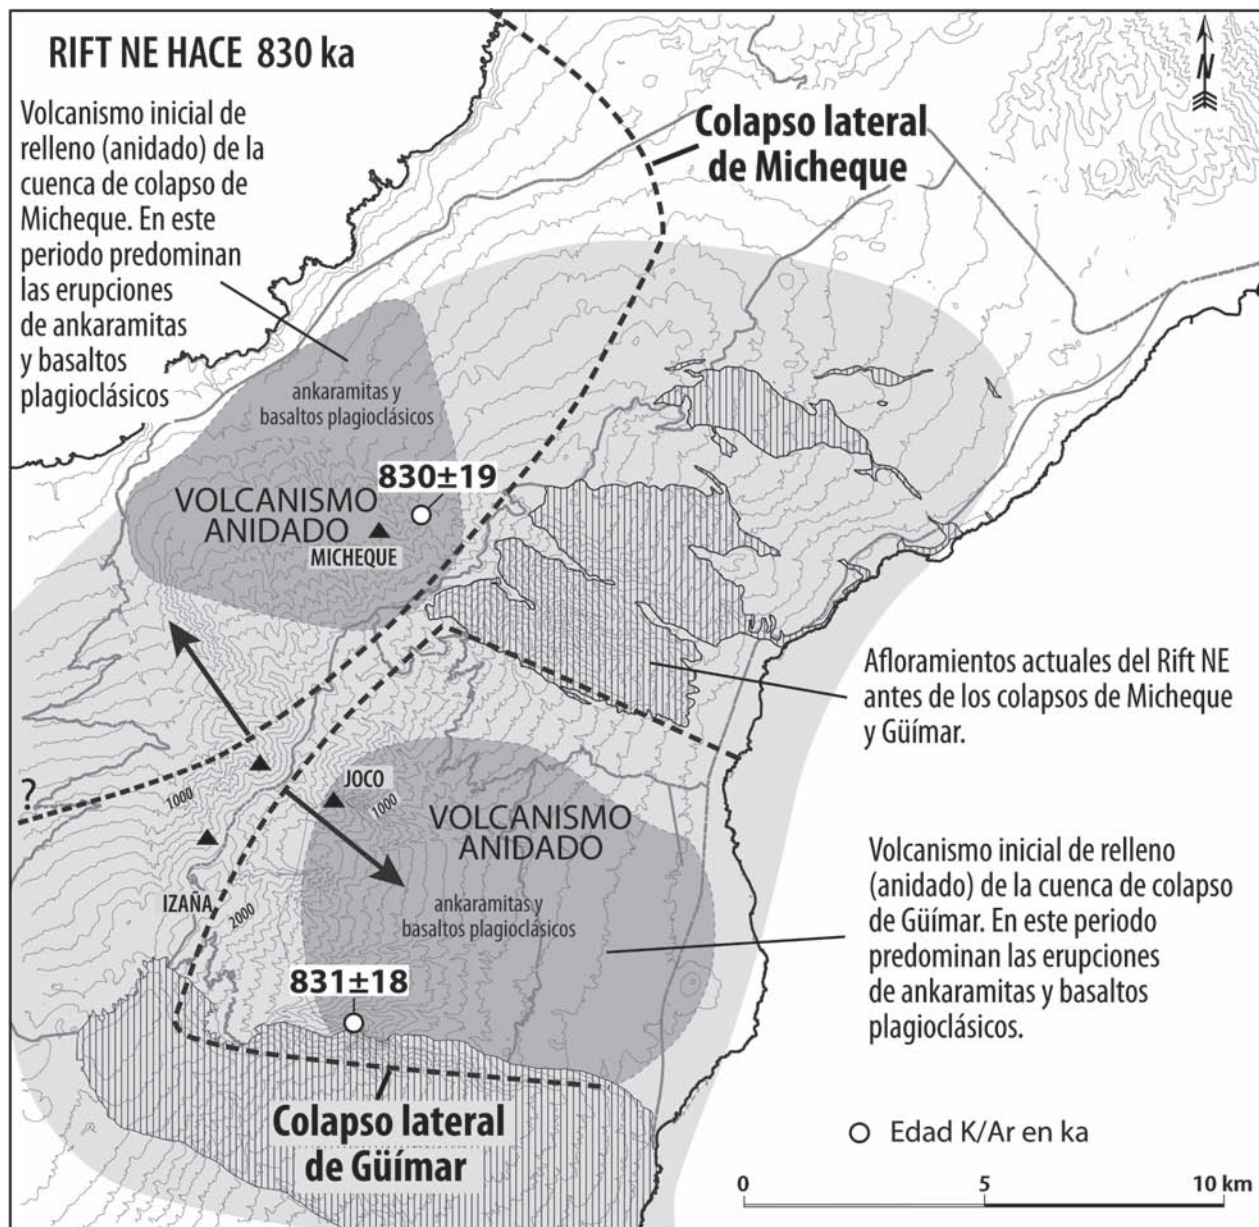 RIFT NE HACE 830 ka
Volcanismo inicial de
relleno (anidado) de la
cuenca de colapso de
Micheque. En este
periodo predominan
las erupciones
de ankaramitas
y basaltos
plagioclásicos
N
Colapso lateral
de Micheque
ankaramitas y
basaltos plagioclásicos
830±19
VOLCANISMO
ANIDADO
MICHEQUE
Afloramientos actuales del Rift NE
antes de los colapsos de Micheque
y Güímar.
?
1000
JOCO
1000
VOLCANISMO
ANIDADO
IZAÑA
2000
ankaramitas y
basaltos plagioclásicos
831±18
Volcanismo inicial de relleno
(anidado) de la cuenca de colapso
de Güímar. En este periodo
predominan las erupciones
de ankaramitas y basaltos
plagioclásicos.
Colapso lateral
de Güímar
Edad K/Ar en ka
0 5 10 km